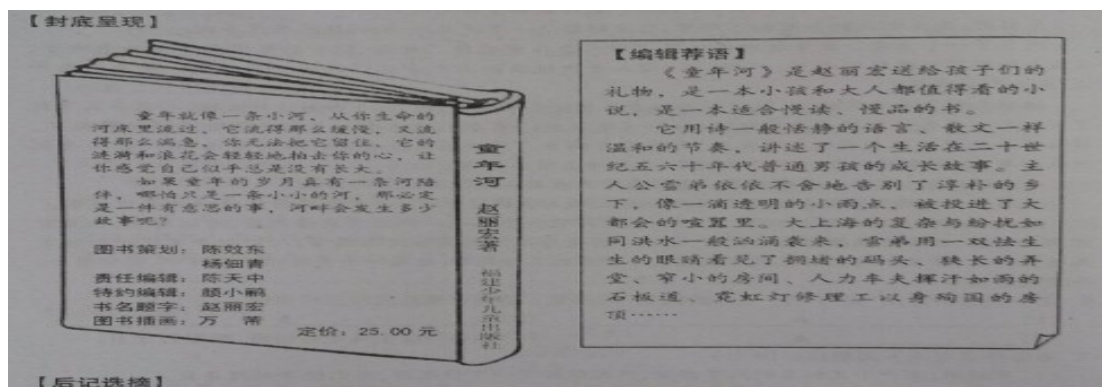 【封底呈现】
童年就像一条小河，从你生命的
河床里流过，它流得那么缓慢，又流
得那么湍急，你无法把它留住，它的
涟漪和浪花会轻轻地拍击你的心，让
你感觉自己似乎总是没有长大。
如果童年的岁月真有一条河陪
伴，哪怕只是一条小小的河，那必定
是一件有意思的事，河畔会发生多少
故事呢？
图书策划：陈效东
杨佃青
责任编辑：陈天中
特约编辑：颜小鹂
书名题字：赵丽宏
图书插画：万
定价：25.00 元
童年河 赵丽宏著 福建少年儿童出版社
【编辑荐语】
《童年河》是赵丽宏送给孩子们的
礼物，是一本小孩和大人都值得看的小
说，是一本适合慢读、慢品的书。
它用诗一般恬静的语言、散文一样
温和的节奏，讲述了一个生活在二十世
纪五六十年代普通男孩的成长故事。主
人公雪弟依依不舍地告别了淳朴的乡
下，像一滴透明的小雨点，被投进了大
都会的喧嚣里。大上海的复杂与纷扰如
同洪水一般汹涌袭来，雪弟用一双怯生
生的眼睛看见了拥堵的码头、狭长的弄
堂、窄小的房间、人力车夫挥汗如雨的
石板道、霓虹灯修理工以身殉国的房
顶……
【后记选摘】